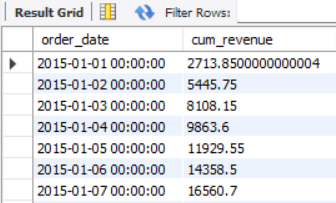 Result Grid Filter Rows:
order_date cum_revenue
2015-01-01 00:00:00 2713.8500000000004
2015-01-02 00:00:00 5445.75
2015-01-03 00:00:00 8108.15
2015-01-04 00:00:00 9863.6
2015-01-05 00:00:00 11929.55
2015-01-06 00:00:00 14358.5
2015-01-07 00:00:00 16560.7